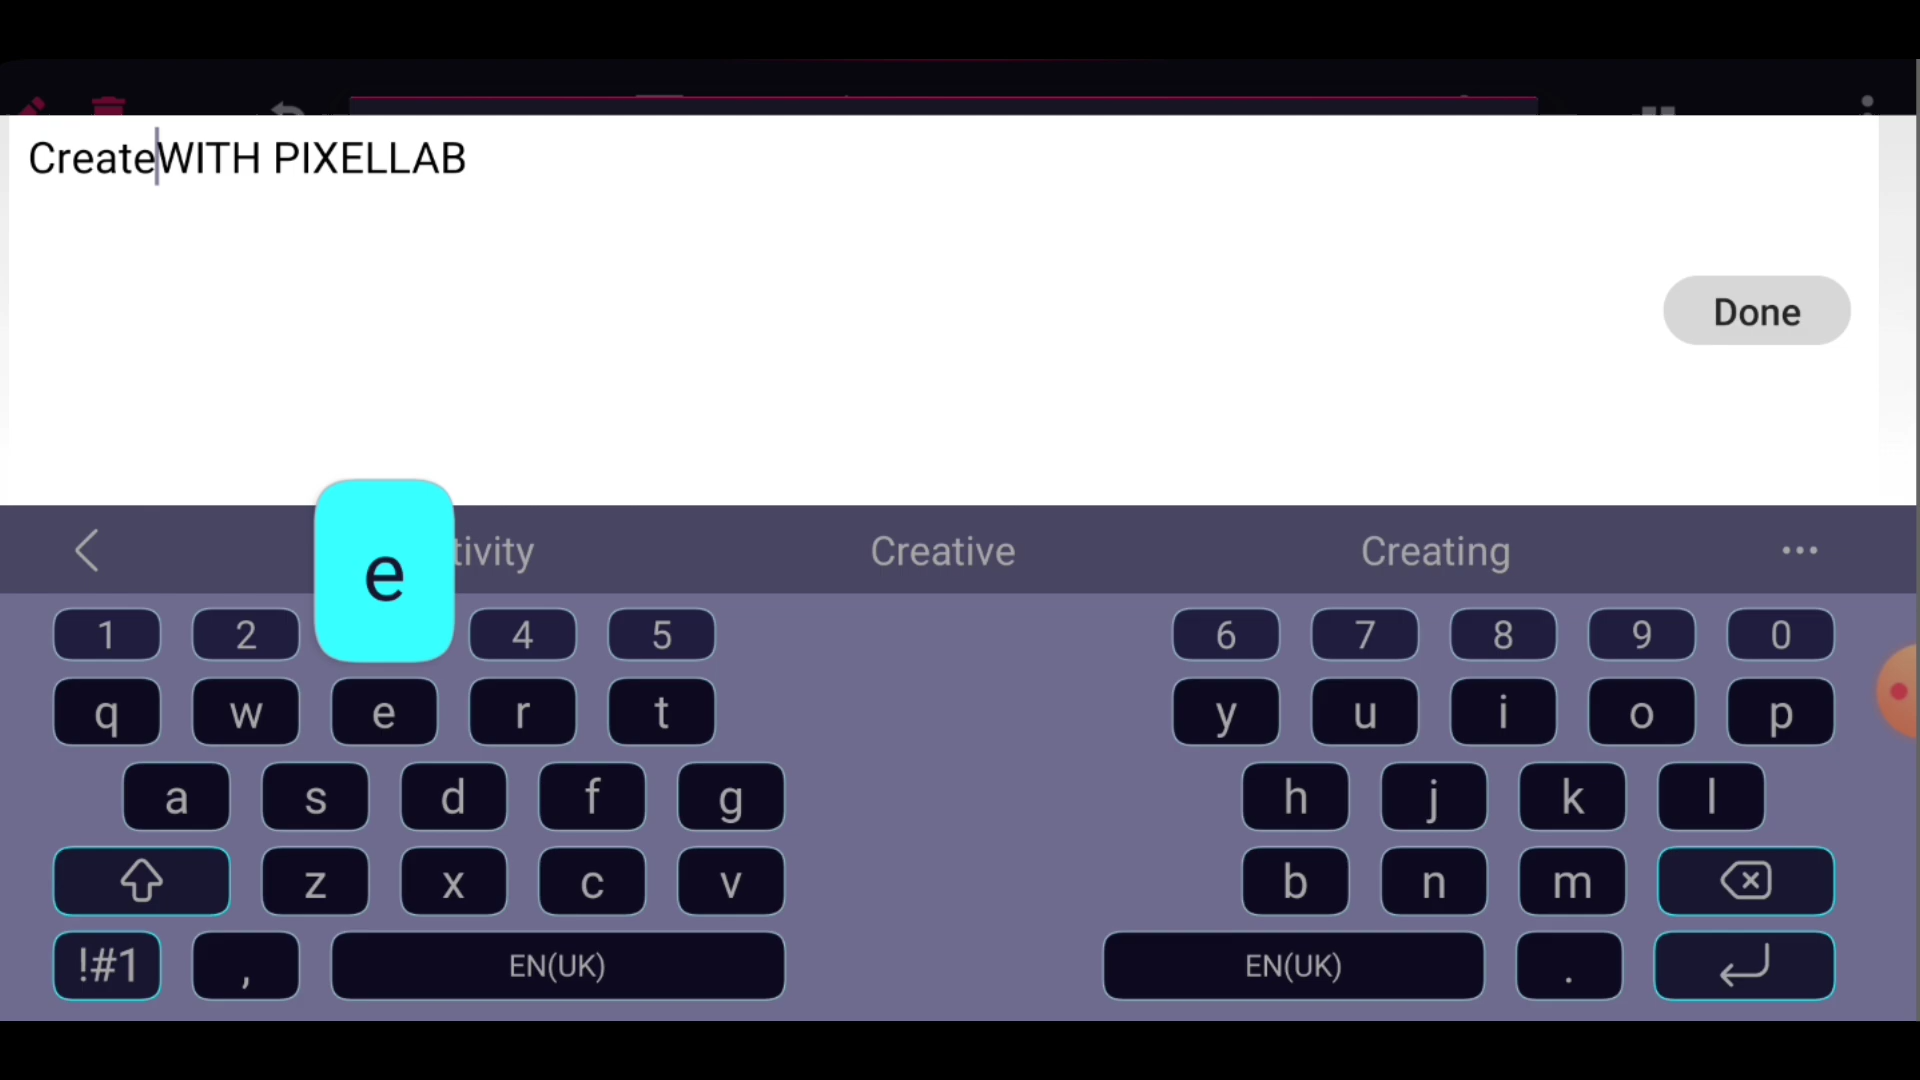 CreateWITH PIXELLAB
Done
e
tivity Creative Creating ...
1 2 4 5 6 7 8 9 0
q w e r t y u i o p
a s d f g h j k l
z x c v b n m
!#1 , EN(UK) EN(UK) .